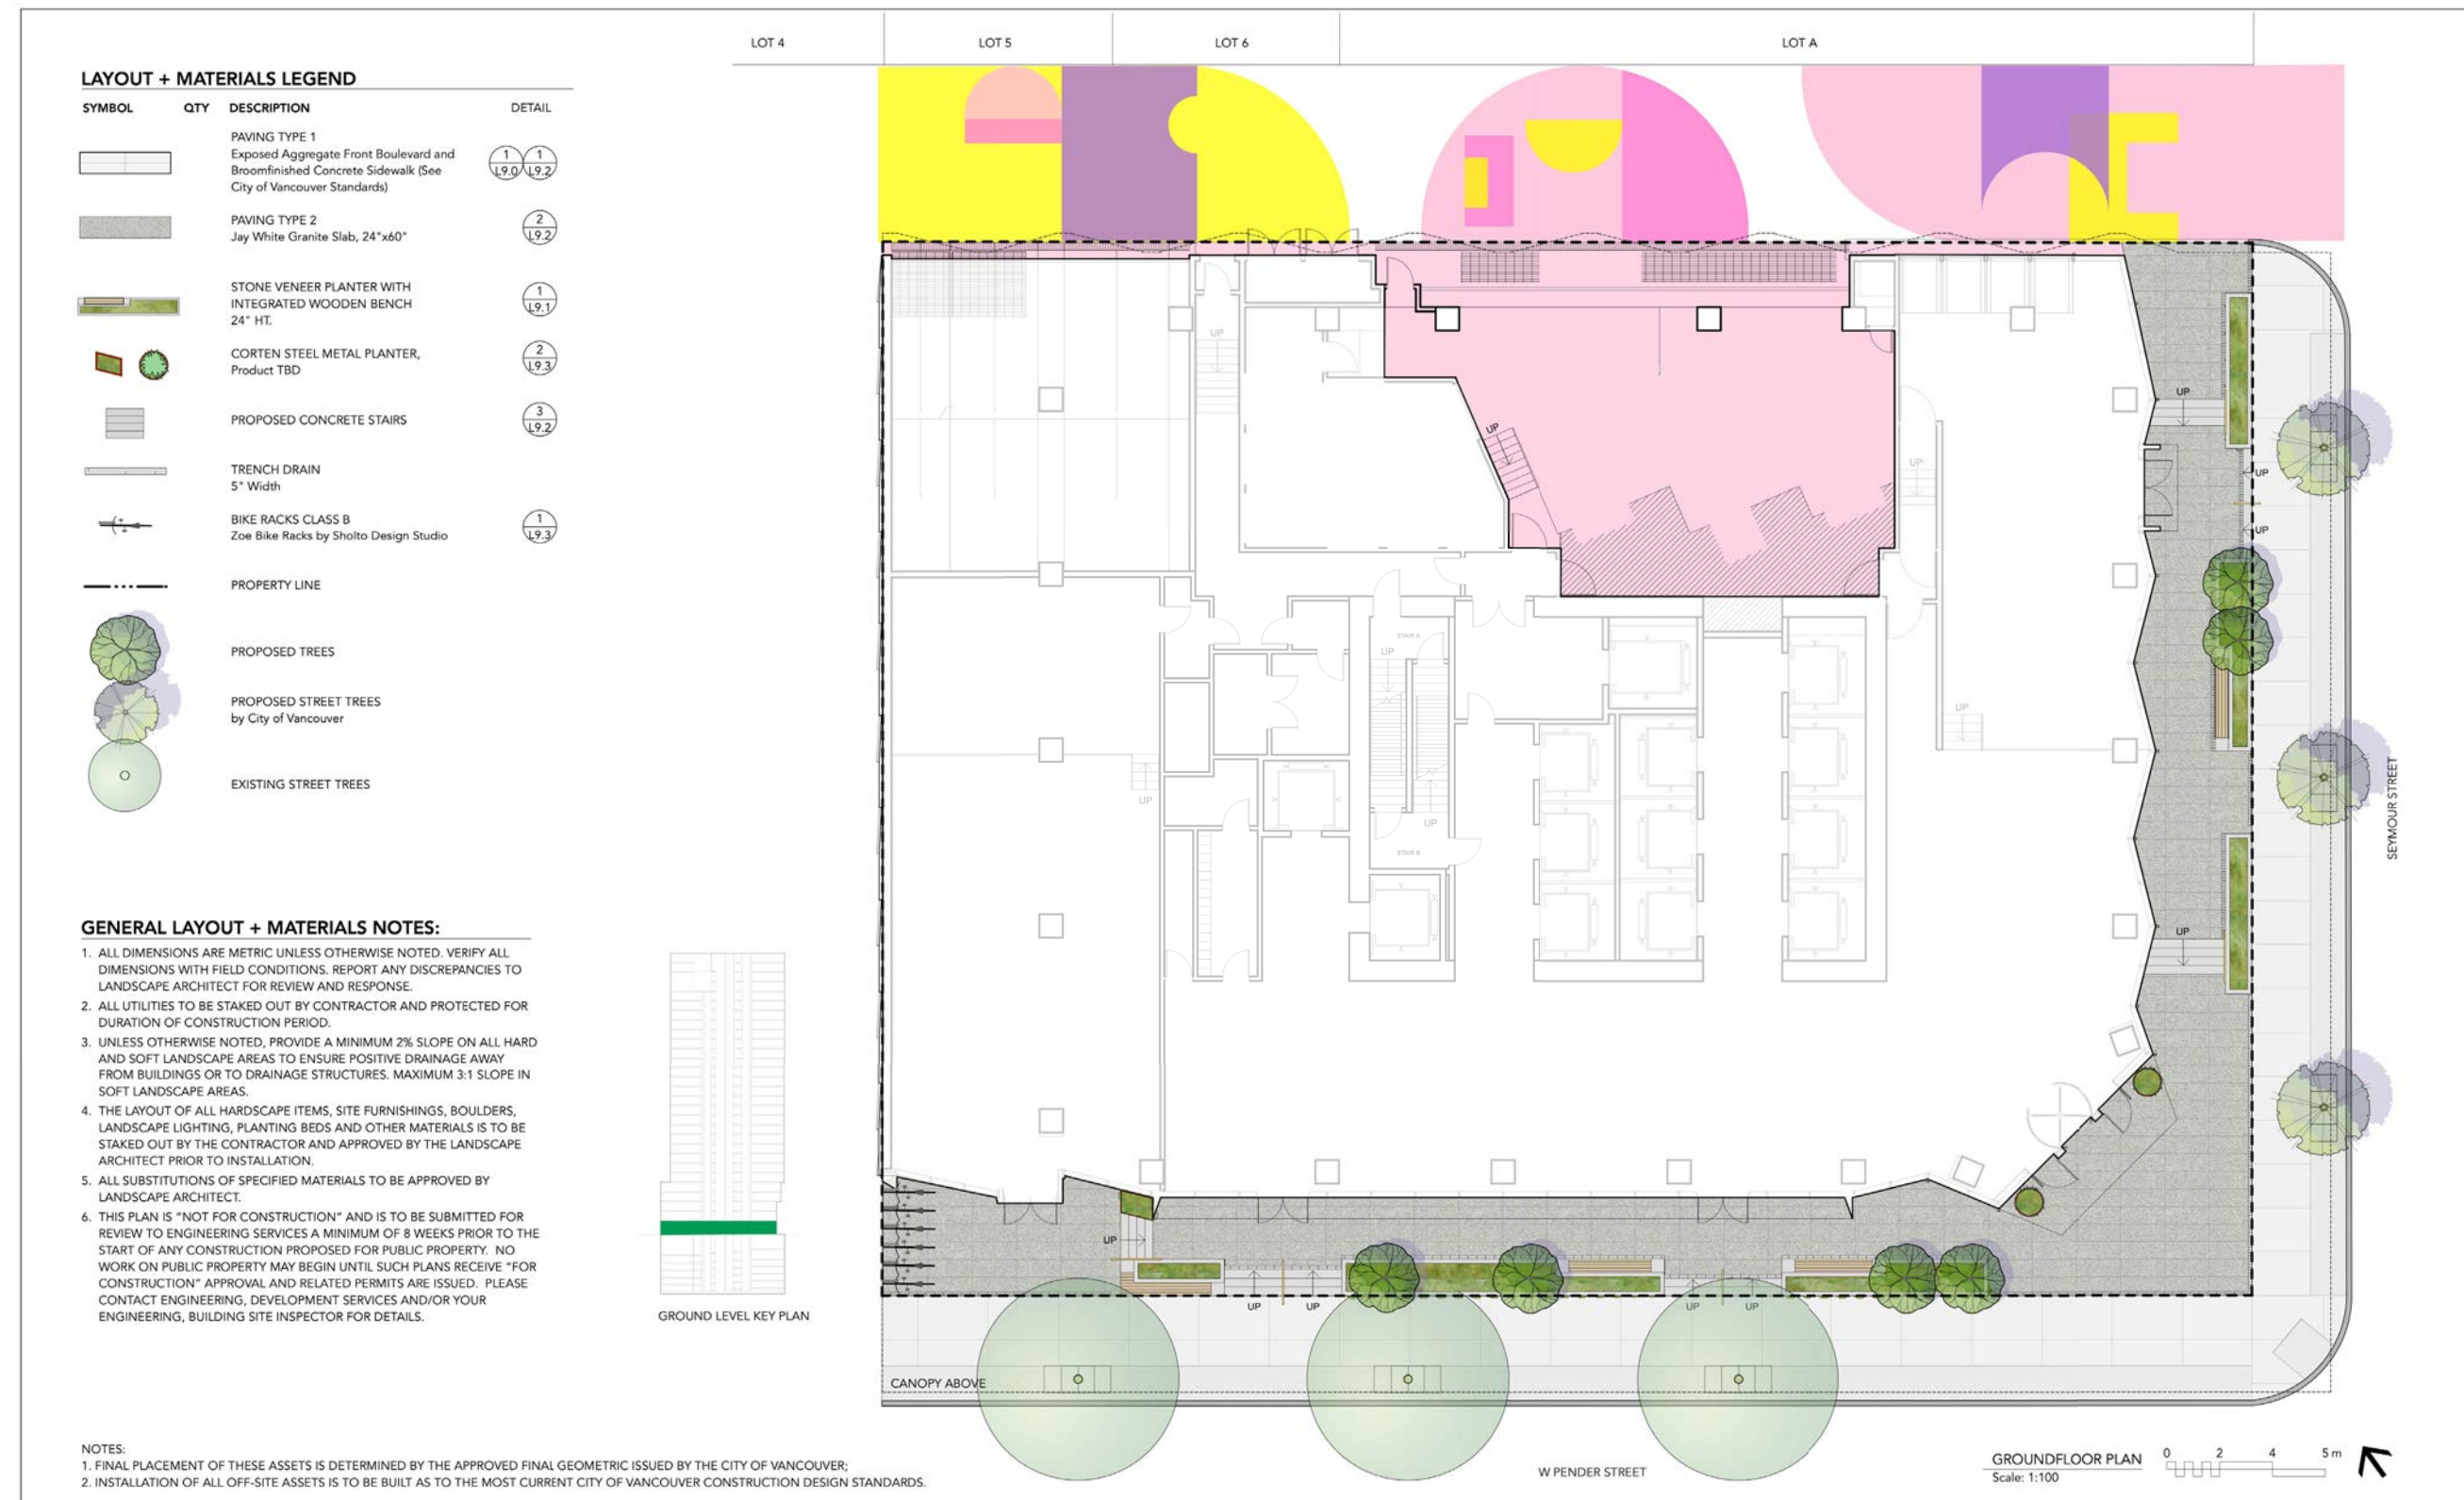 LOT 4
LOT 5
LOT 6
LOT A
LAYOUT + MATERIALS LEGEND
SYMBOL QTY DESCRIPTION DETAIL
PAVING TYPE 1
Exposed Aggregate Front Boulevard and
Broomfinished Concrete Sidewalk (See
City of Vancouver Standards)
1 1
L9.0 L9.2
PAVING TYPE 2
Jay White Granite Slab, 24"x60"
2
L9.2
STONE VENEER PLANTER WITH
INTEGRATED WOODEN BENCH
24" HT.
1
L9.1
CORTEN STEEL METAL PLANTER,
Product TBD
2
L9.3
PROPOSED CONCRETE STAIRS
3
L9.2
TRENCH DRAIN
5" Width
BIKE RACKS CLASS B
Zoe Bike Racks by Sholto Design Studio
1
L9.3
PROPERTY LINE
PROPOSED TREES
PROPOSED STREET TREES
by City of Vancouver
EXISTING STREET TREES
GENERAL LAYOUT + MATERIALS NOTES:
1. ALL DIMENSIONS ARE METRIC UNLESS OTHERWISE NOTED. VERIFY ALL
DIMENSIONS WITH FIELD CONDITIONS. REPORT ANY DISCREPANCIES TO
LANDSCAPE ARCHITECT FOR REVIEW AND RESPONSE.
2. ALL UTILITIES TO BE STAKED OUT BY CONTRACTOR AND PROTECTED FOR
DURATION OF CONSTRUCTION PERIOD.
3. UNLESS OTHERWISE NOTED, PROVIDE A MINIMUM 2% SLOPE ON ALL HARD
AND SOFT LANDSCAPE AREAS TO ENSURE POSITIVE DRAINAGE AWAY
FROM BUILDINGS OR TO DRAINAGE STRUCTURES. MAXIMUM 3:1 SLOPE IN
SOFT LANDSCAPE AREAS.
4. THE LAYOUT OF ALL HARDSCAPE ITEMS, SITE FURNISHINGS, BOULDERS,
LANDSCAPE LIGHTING, PLANTING BEDS AND OTHER MATERIALS IS TO BE
STAKED OUT BY THE CONTRACTOR AND APPROVED BY THE LANDSCAPE
ARCHITECT PRIOR TO INSTALLATION.
5. ALL SUBSTITUTIONS OF SPECIFIED MATERIALS TO BE APPROVED BY
LANDSCAPE ARCHITECT.
6. THIS PLAN IS "NOT FOR CONSTRUCTION" AND IS TO BE SUBMITTED FOR
REVIEW TO ENGINEERING SERVICES A MINIMUM OF 8 WEEKS PRIOR TO THE
START OF ANY CONSTRUCTION PROPOSED FOR PUBLIC PROPERTY. NO
WORK ON PUBLIC PROPERTY MAY BEGIN UNTIL SUCH PLANS RECEIVE "FOR
CONSTRUCTION" APPROVAL AND RELATED PERMITS ARE ISSUED. PLEASE
CONTACT ENGINEERING, DEVELOPMENT SERVICES AND/OR YOUR
ENGINEERING, BUILDING SITE INSPECTOR FOR DETAILS.
GROUND LEVEL KEY PLAN
UP
UP
UP
UP
UP
UP
STAIR A
UP
UP
UP
UP
STAIR B
UP
SEYMOUR STREET
UP
UP
UP
UP
UP
CANOPY ABOVE
NOTES:
1. FINAL PLACEMENT OF THESE ASSETS IS DETERMINED BY THE APPROVED FINAL GEOMETRIC ISSUED BY THE CITY OF VANCOUVER;
2. INSTALLATION OF ALL OFF-SITE ASSETS IS TO BE BUILT AS TO THE MOST CURRENT CITY OF VANCOUVER CONSTRUCTION DESIGN STANDARDS.
W PENDER STREET
GROUNDFLOOR PLAN
Scale: 1:100
0 2 4 5 m